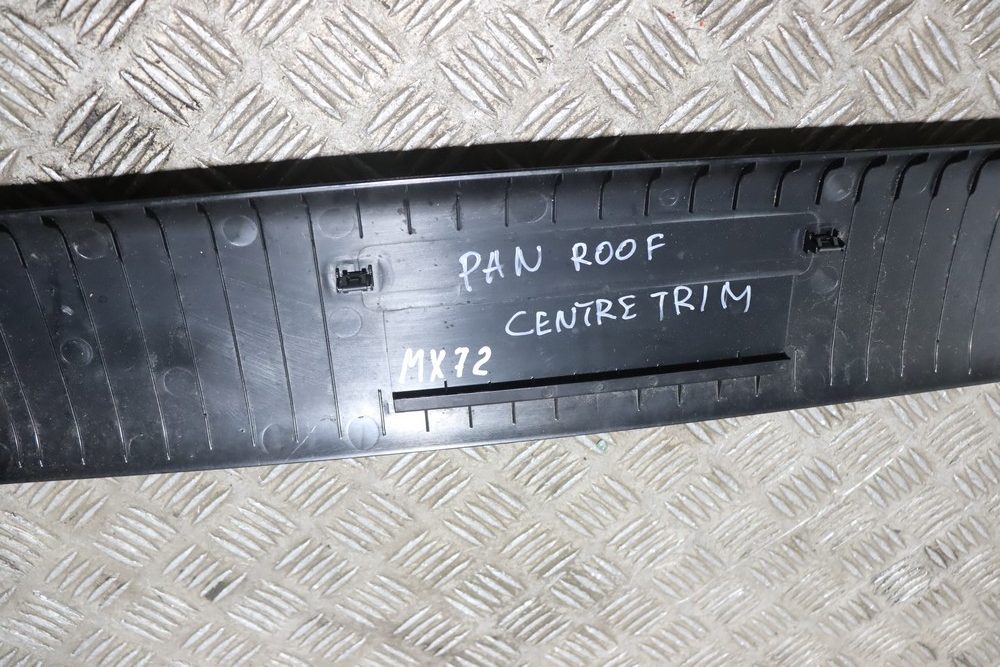 PAN ROOF
CENTRE TRIM
MX72